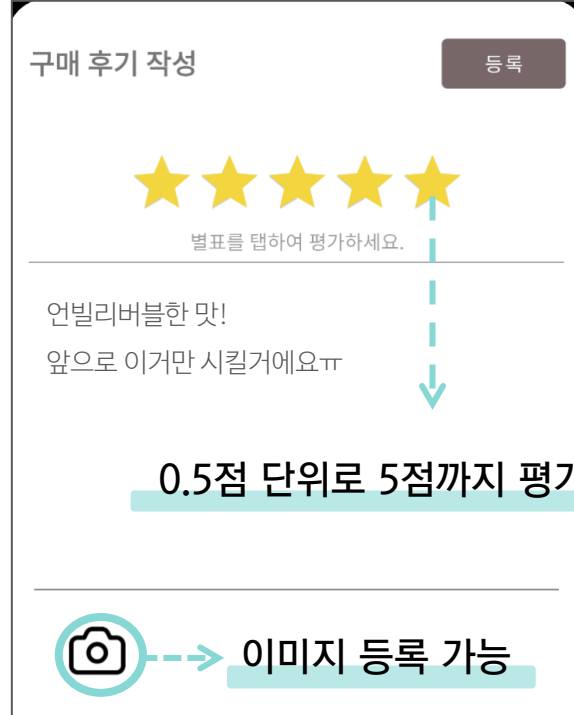 구매 후기 작성
등록
별표를 탭하여 평가하세요.
언빌리버블한 맛!
앞으로 이거만 시킬거에요ㅠ
0.5점 단위로 5점까지 평가
이미지 등록 가능